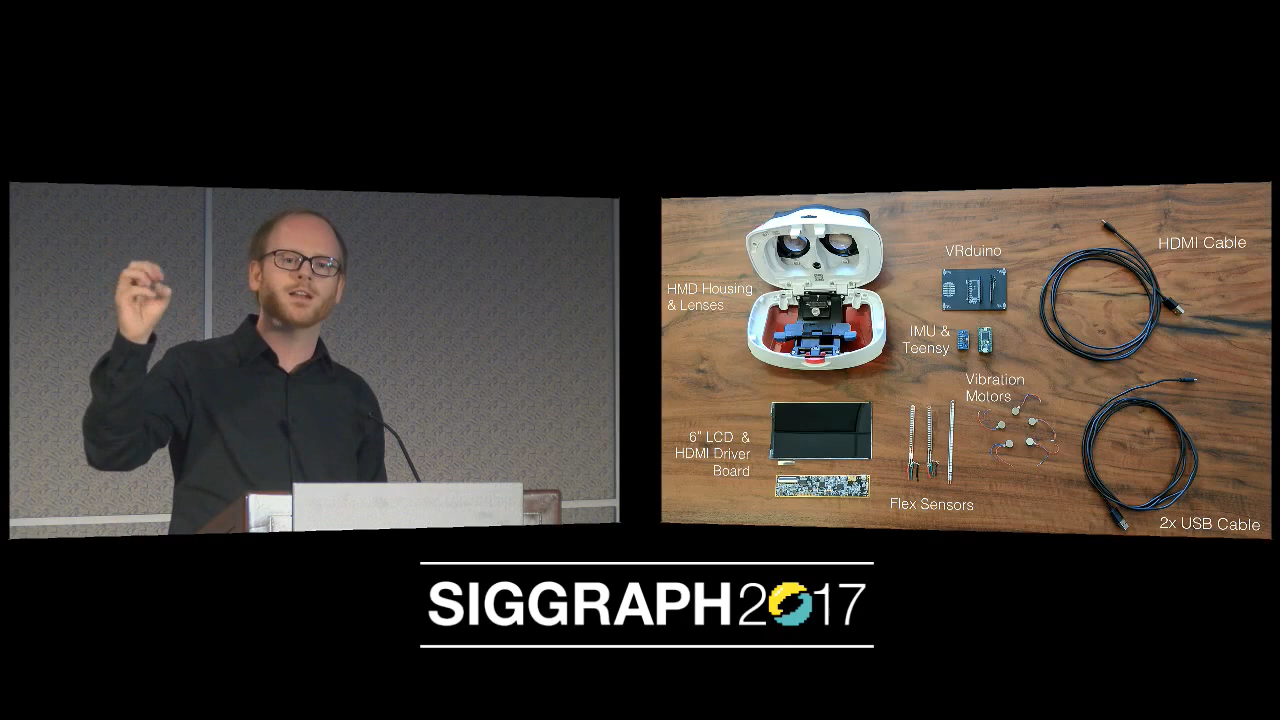 HMD Housing
& Lenses
VRduino
HDMI Cable
IMU &
Teensy
Vibration
Motors
6" LCD &
HDMI Driver
Board
Flex Sensors
2x USB Cable
SIGGRAPH2017